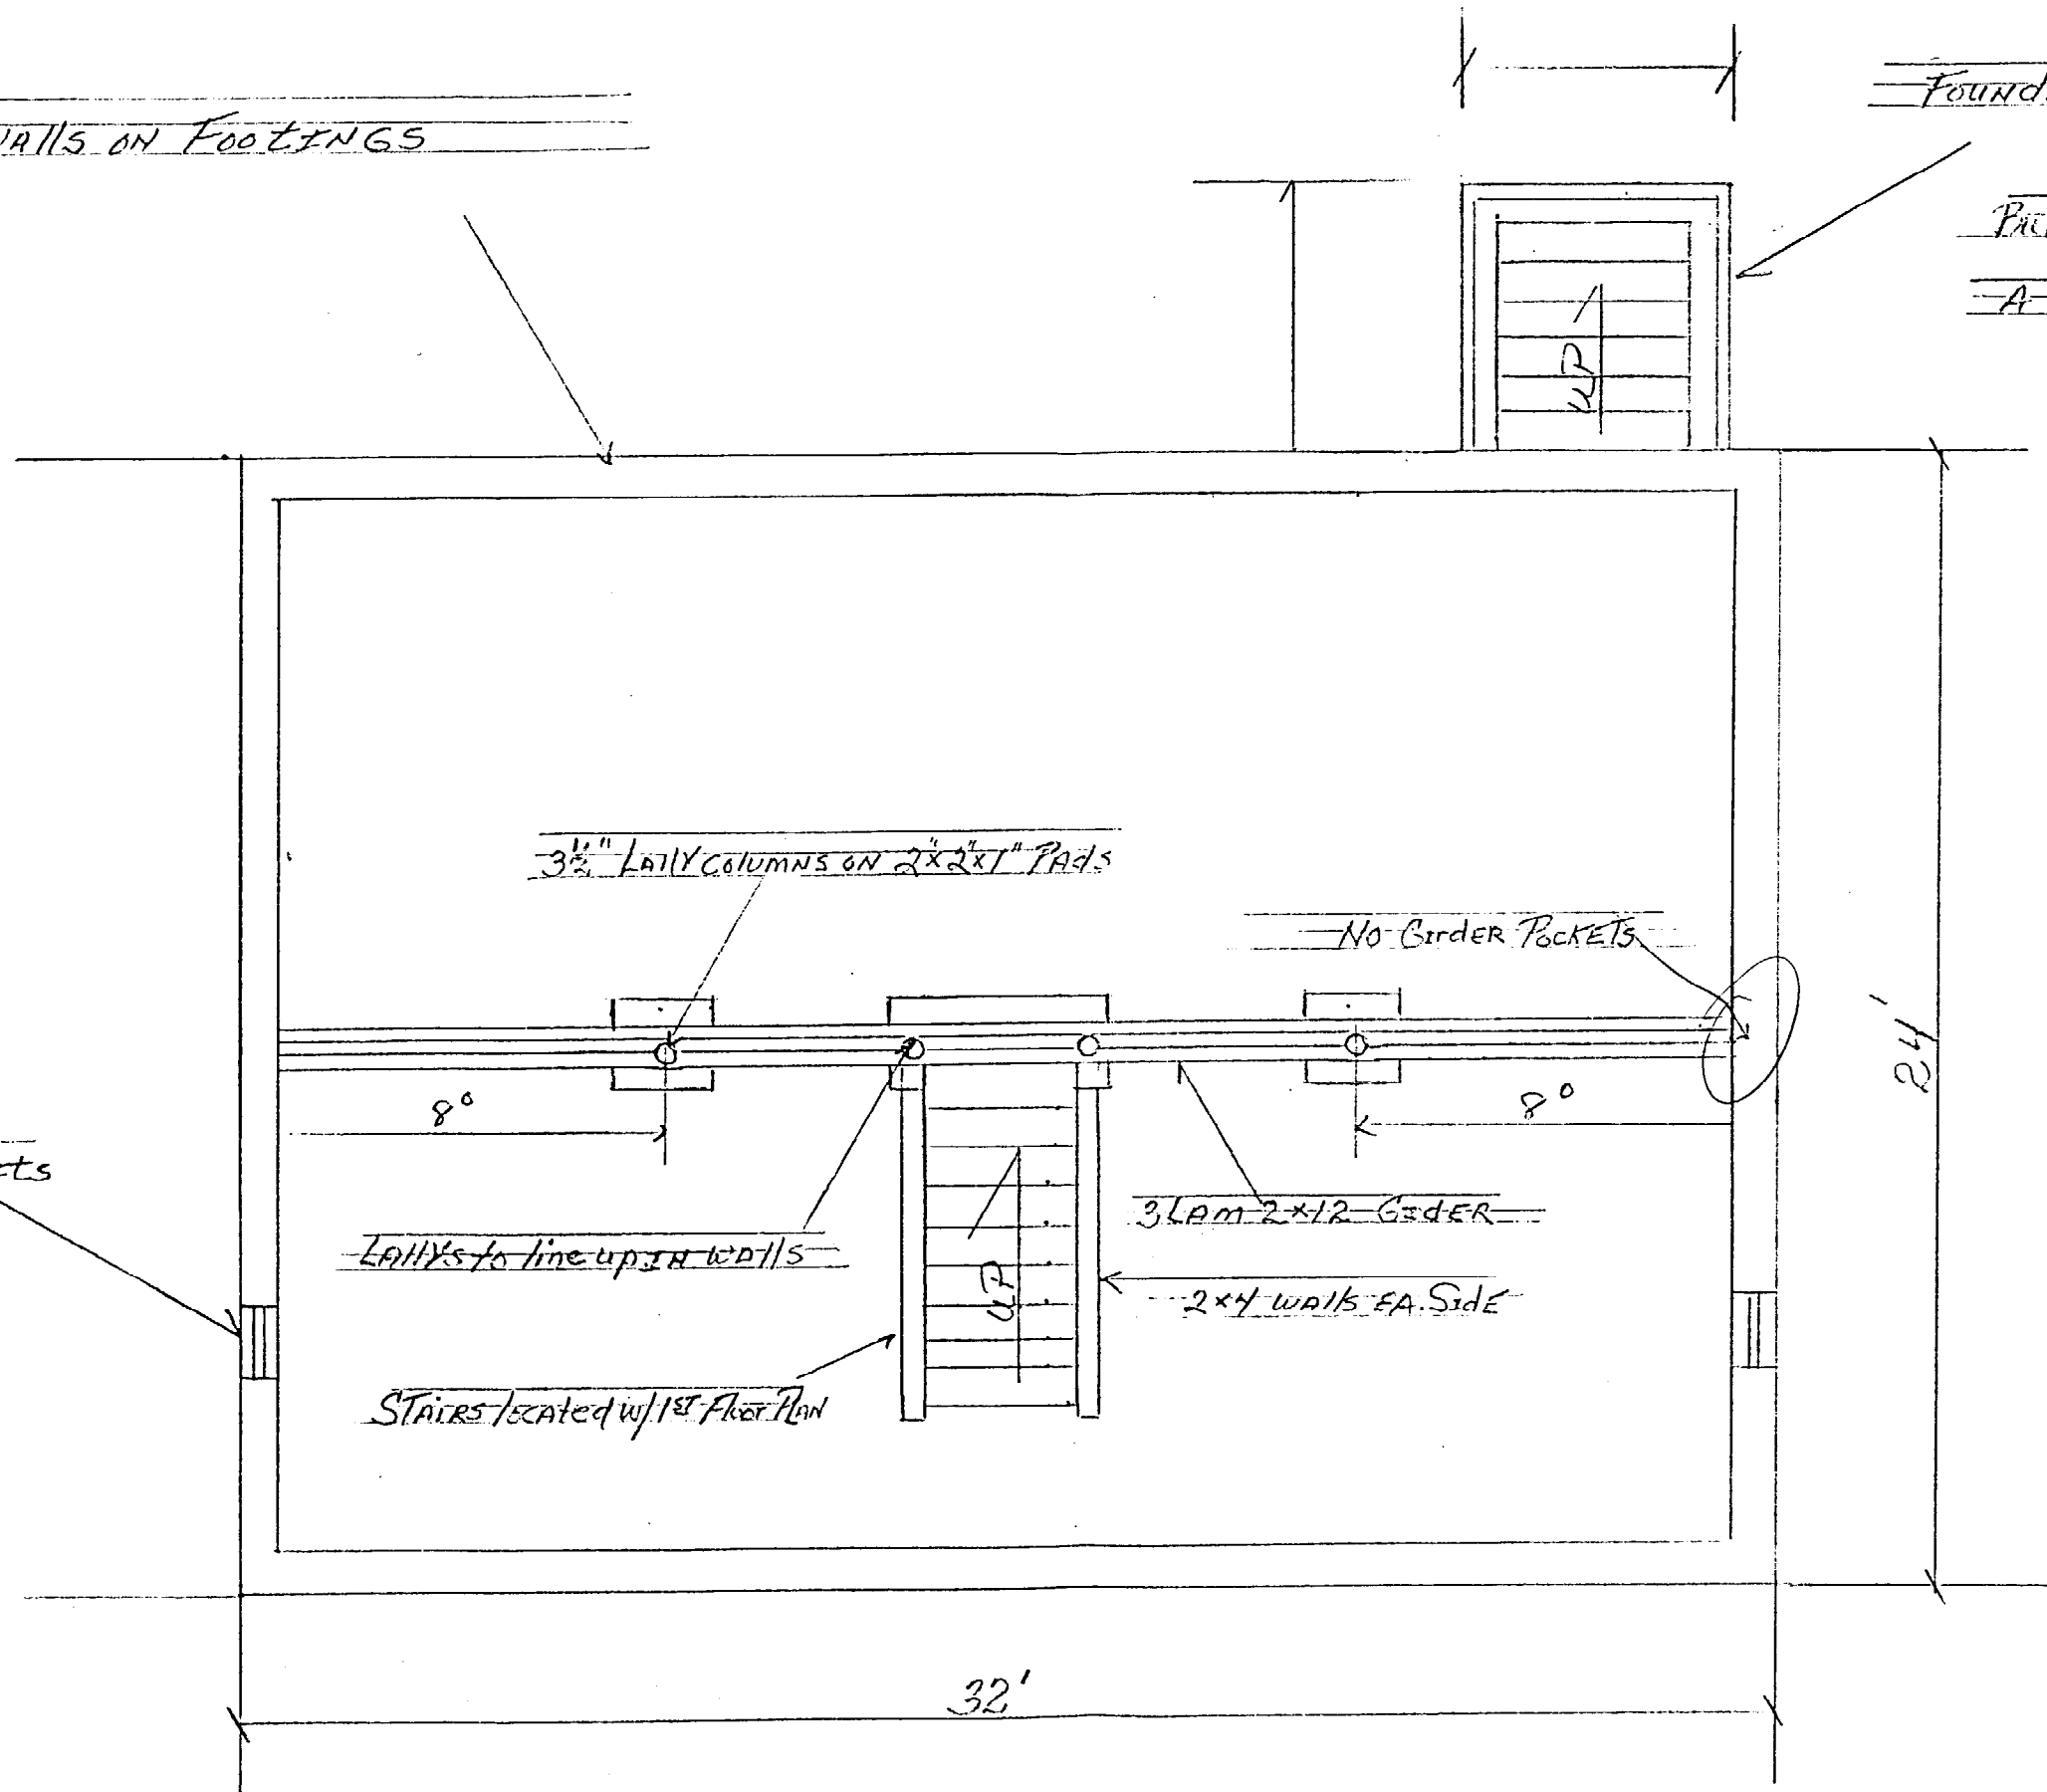 WAllS ON FOOtINGS
FOUNd
A
UP
3½" LAllY COLUMNS ON 2"x2"x1" PAdS
NO GIrdER POCKETS
24'
8°
8°
3 LAM 2x12 GIdER
LAllYS to line up IN WAllS
UP
2x4 WAllS EA. SIdE
STAIRS located w/ 1ST Floor PlAN
32'